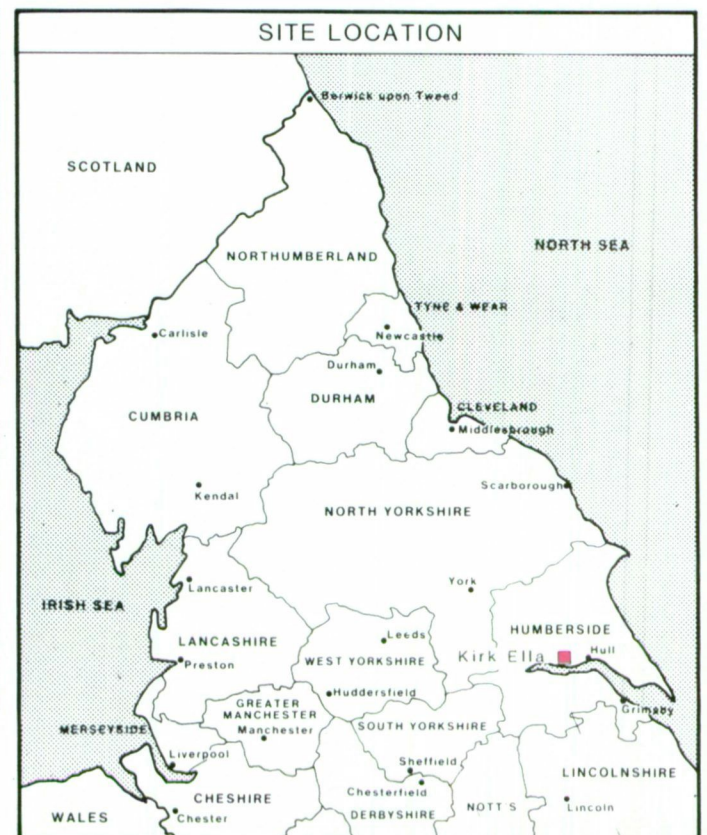 SITE LOCATION
Berwick upon Tweed
SCOTLAND
NORTH SEA
NORTHUMBERLAND
TYNE & WEAR
Carlisle
Newcastle
Durham
DURHAM
CLEVELAND
CUMBRIA
Middlesbrough
Scarborough
Kendal
NORTH YORKSHIRE
York
Lancaster
IRISH SEA
HUMBERSIDE
Leeds
LANCASHIRE
Hull
Kirk Ella
WEST YORKSHIRE
Preston
Huddersfield
GREATER
MANCHESTER
Grimsby
MERSEYSIDE
Manchester
SOUTH YORKSHIRE
Liverpool
Sheffield
LINCOLNSHIRE
Chesterfield
CHESHIRE
NOTTS
Lincoln
WALES
Chester
DERBYSHIRE